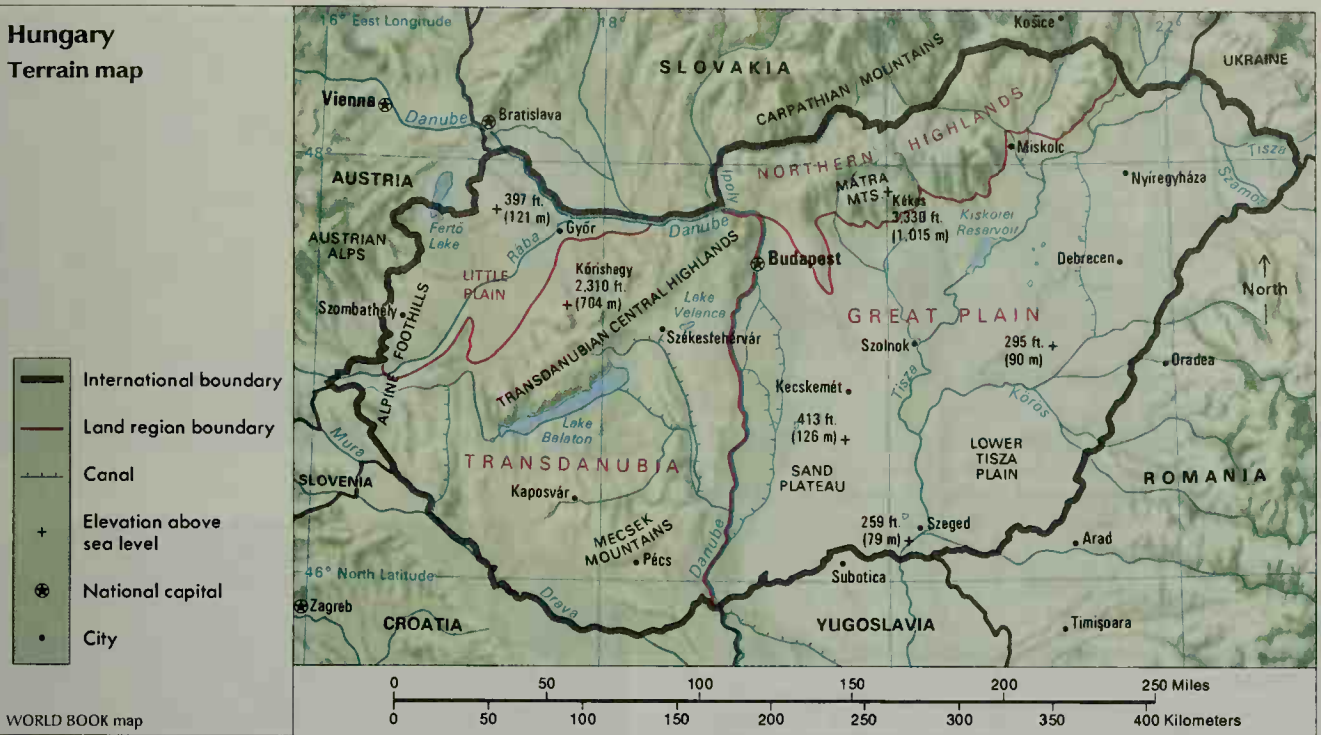 Hungary
Terrain map
International boundary
Land region boundary
Canal
Elevation above
sea level
National capital
City
WORLD BOOK map
16° East Longitude
18°
22°
Košice
SLOVAKIA
CARPATHIAN MOUNTAINS
UKRAINE
Vienna
Danube
Bratislava
48°
NORTHERN HIGHLANDS
Miskolc
Tisza
Szamos
AUSTRIA
Ipoly
MÁTRA
MTS.
Nyíregyháza
397 ft.
(121 m)
Kékes
3,330 ft.
(1,015 m)
Kiskorei
Reservoir
Fertő
Lake
Győr
Danube
AUSTRIAN
ALPS
Rába
Budapest
Debrecen
LITTLE
PLAIN
Kőrishegy
2,310 ft.
(704 m)
North
Szombathely
Lake
Velence
GREAT PLAIN
ALPINE FOOTHILLS
TRANSDANUBIAN CENTRAL HIGHLANDS
Székesfehérvár
Szolnok
295 ft.
(90 m)
Oradea
Tisza
Kecskemét
Körös
Lake
Balaton
413 ft.
(126 m)
Mura
LOWER
TISZA
PLAIN
TRANSDANUBIA
SAND
PLATEAU
ROMANIA
SLOVENIA
Kaposvár
MECSEK
MOUNTAINS
259 ft.
(79 m)
Szeged
Arad
Pécs
Danube
46° North Latitude
Subotica
Zagreb
Drava
CROATIA
YUGOSLAVIA
Timişoara
0 50 100 150 200 250 Miles
0 50 100 150 200 250 300 350 400 Kilometers